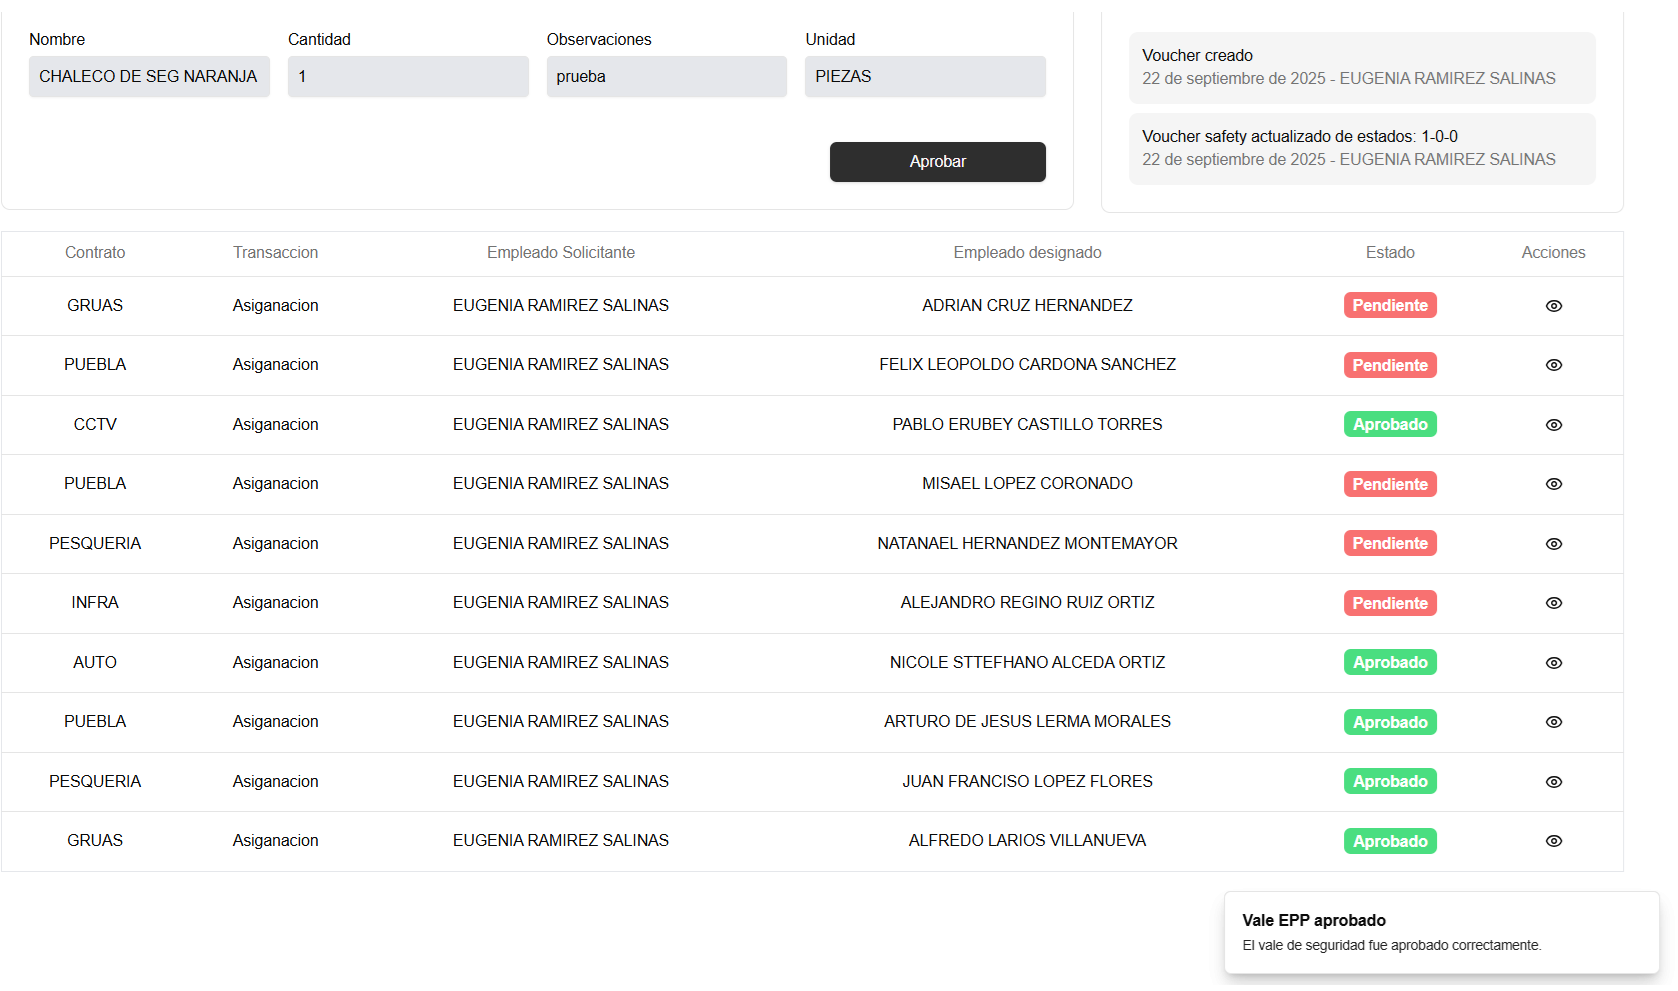 Nombre Cantidad Observaciones Unidad
CHALECO DE SEG NARANJA 1 prueba PIEZAS
Aprobar
Voucher creado
22 de septiembre de 2025 - EUGENIA RAMIREZ SALINAS
Voucher safety actualizado de estados: 1-0-0
22 de septiembre de 2025 - EUGENIA RAMIREZ SALINAS
Contrato Transaccion Empleado Solicitante Empleado designado Estado Acciones
GRUAS Asiganacion EUGENIA RAMIREZ SALINAS ADRIAN CRUZ HERNANDEZ Pendiente
PUEBLA Asiganacion EUGENIA RAMIREZ SALINAS FELIX LEOPOLDO CARDONA SANCHEZ Pendiente
CCTV Asiganacion EUGENIA RAMIREZ SALINAS PABLO ERUBEY CASTILLO TORRES Aprobado
PUEBLA Asiganacion EUGENIA RAMIREZ SALINAS MISAEL LOPEZ CORONADO Pendiente
PESQUERIA Asiganacion EUGENIA RAMIREZ SALINAS NATANAEL HERNANDEZ MONTEMAYOR Pendiente
INFRA Asiganacion EUGENIA RAMIREZ SALINAS ALEJANDRO REGINO RUIZ ORTIZ Pendiente
AUTO Asiganacion EUGENIA RAMIREZ SALINAS NICOLE STTEFHANO ALCEDA ORTIZ Aprobado
PUEBLA Asiganacion EUGENIA RAMIREZ SALINAS ARTURO DE JESUS LERMA MORALES Aprobado
PESQUERIA Asiganacion EUGENIA RAMIREZ SALINAS JUAN FRANCISO LOPEZ FLORES Aprobado
GRUAS Asiganacion EUGENIA RAMIREZ SALINAS ALFREDO LARIOS VILLANUEVA Aprobado
Vale EPP aprobado
El vale de seguridad fue aprobado correctamente.